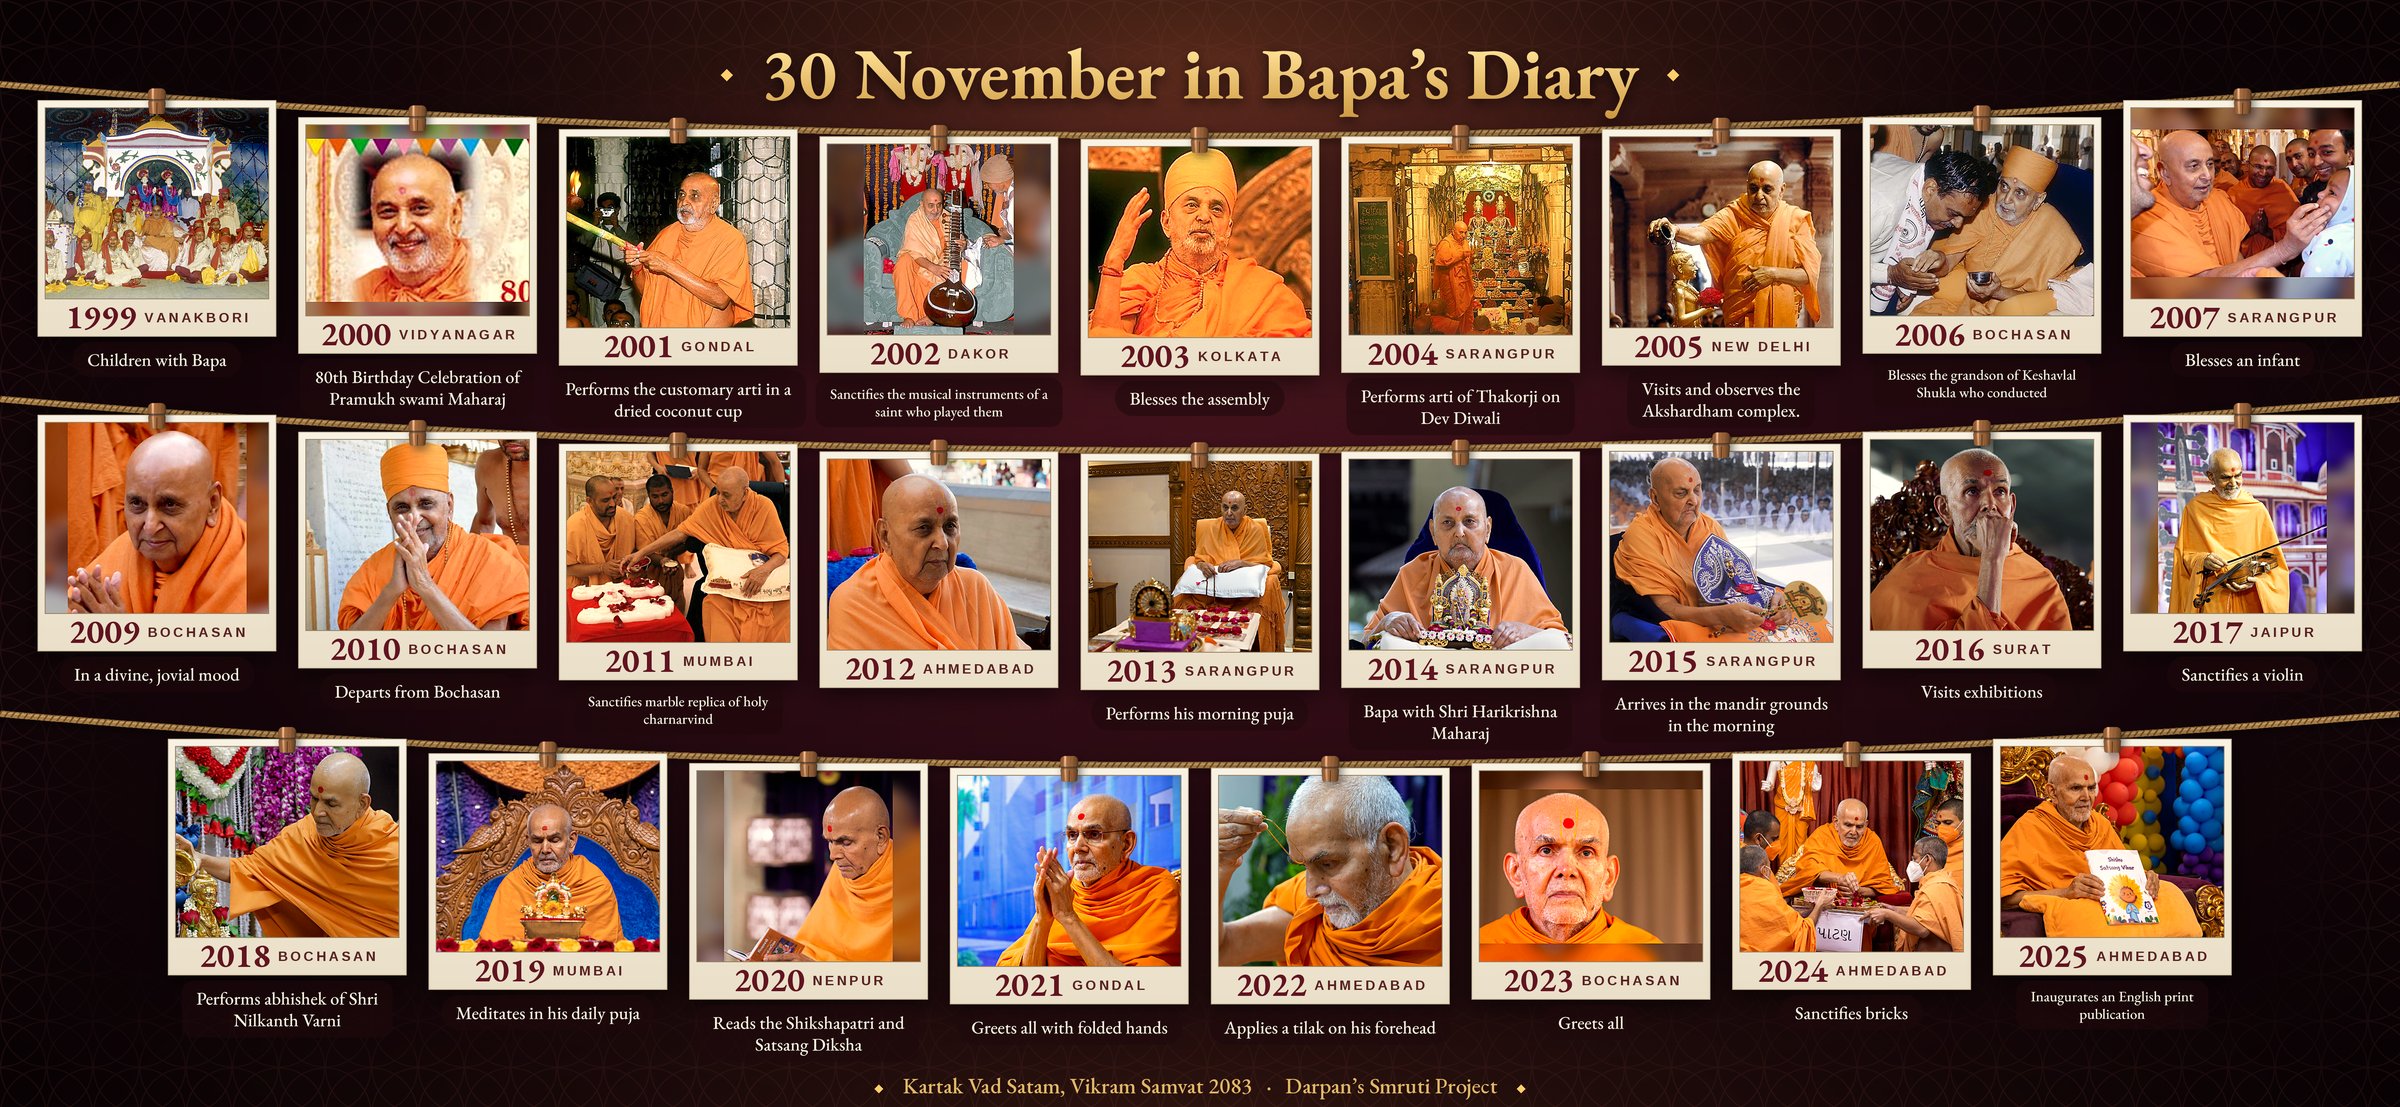 30 November in Bapa's Diary
1999 VANAKBORI
Children with Bapa
80
2000 VIDYANAGAR
80th Birthday Celebration of
Pramukh swami Maharaj
2001 GONDAL
Performs the customary arti in a
dried coconut cup
2002 DAKOR
Sanctifies the musical instruments of a
saint who played them
2003 KOLKATA
Blesses the assembly
2004 SARANGPUR
Performs arti of Thakorji on
Dev Diwali
2005 NEW DELHI
Visits and observes the
Akshardham complex.
2006 BOCHASAN
Blesses the grandson of Keshavlal
Shukla who conducted
2007 SARANGPUR
Blesses an infant
2009 BOCHASAN
In a divine, jovial mood
2010 BOCHASAN
Departs from Bochasan
2011 MUMBAI
Sanctifies marble replica of holy
charnarvind
2012 AHMEDABAD
2013 SARANGPUR
Performs his morning puja
2014 SARANGPUR
Bapa with Shri Harikrishna
Maharaj
2015 SARANGPUR
Arrives in the mandir grounds
in the morning
2016 SURAT
Visits exhibitions
2017 JAIPUR
Sanctifies a violin
2018 BOCHASAN
Performs abhishek of Shri
Nilkanth Varni
2019 MUMBAI
Meditates in his daily puja
2020 NENPUR
Reads the Shikshapatri and
Satsang Diksha
2021 GONDAL
Greets all with folded hands
2022 AHMEDABAD
Applies a tilak on his forehead
2023 BOCHASAN
Greets all
પાટણ
2024 AHMEDABAD
Sanctifies bricks
Shishu
Satsang Vihar
2025 AHMEDABAD
Inaugurates an English print
publication
Kartak Vad Satam, Vikram Samvat 2083 · Darpan's Smruti Project